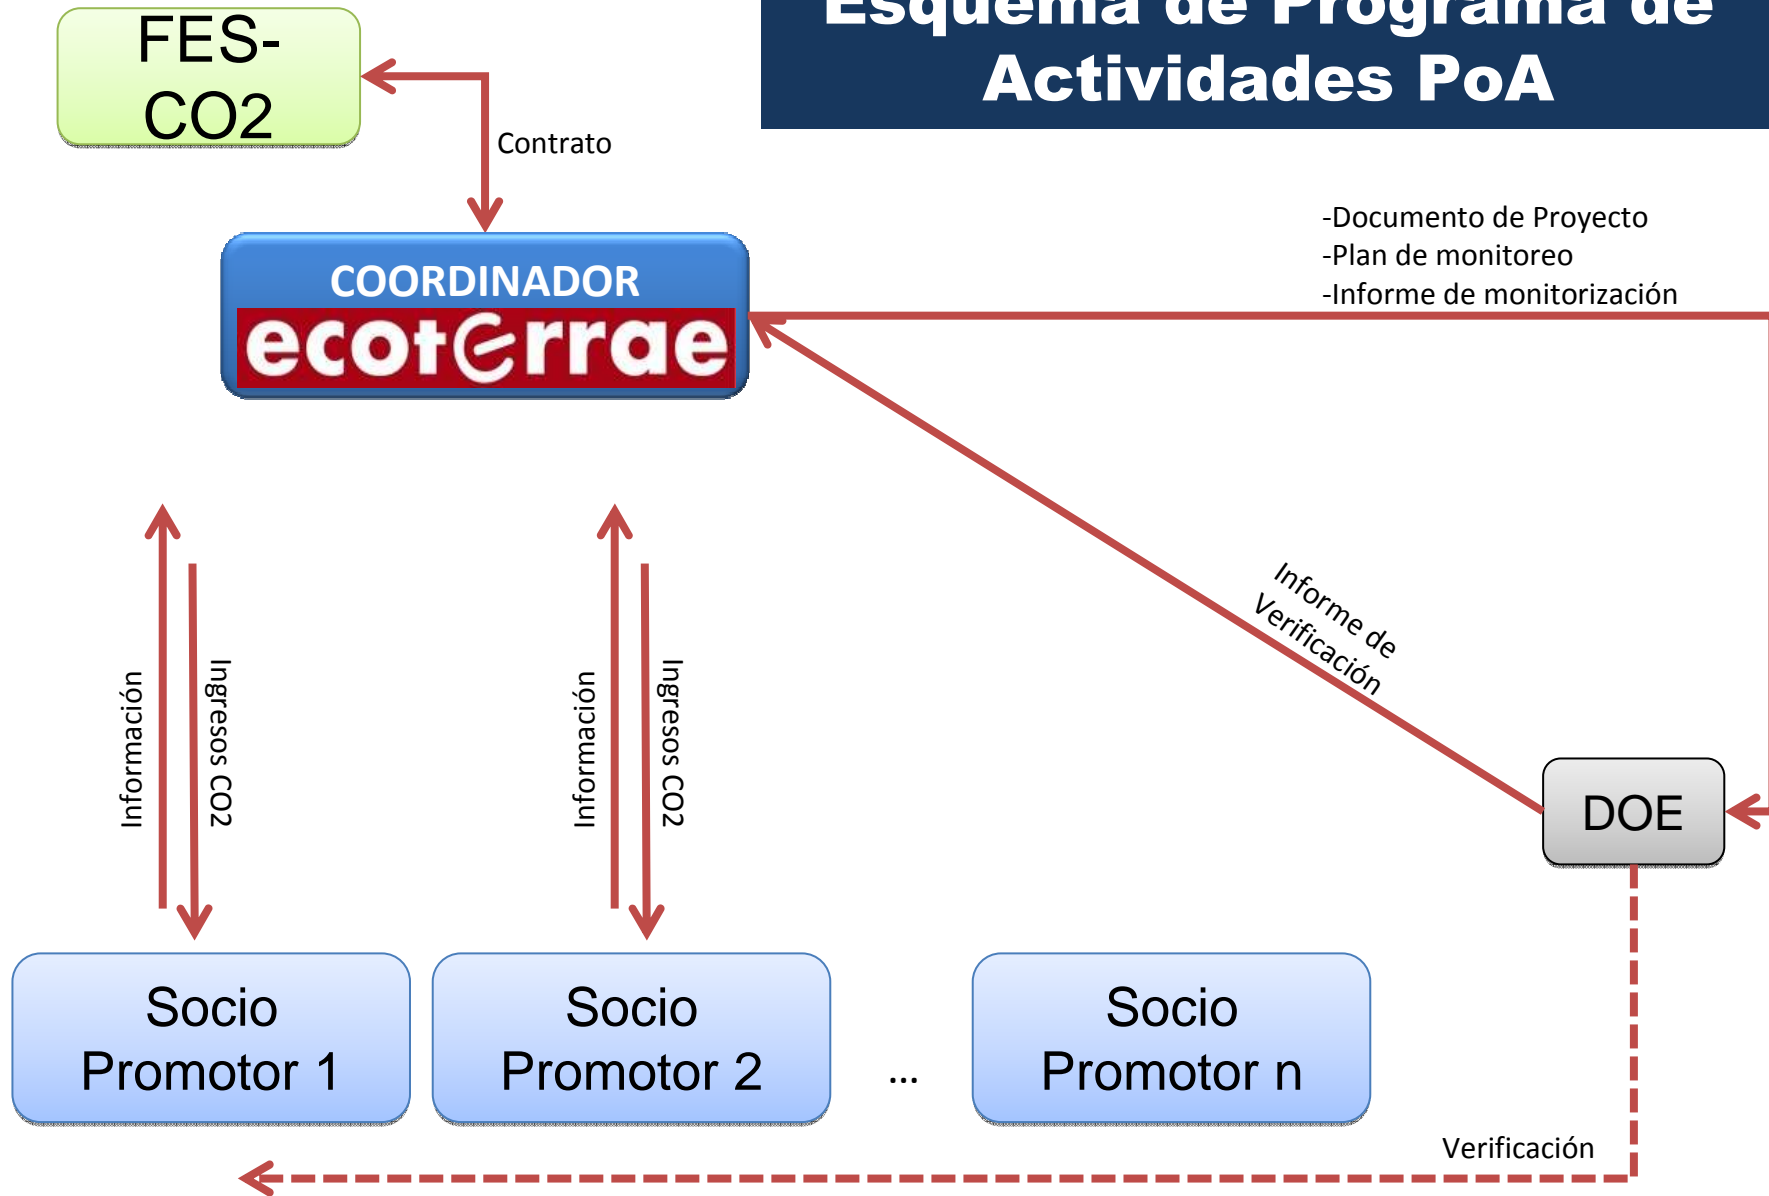 Esquema de Programa de
Actividades PoA
FES-
CO2
Contrato
COORDINADOR
ecoterrae
-Documento de Proyecto
-Plan de monitoreo
-Informe de monitorización
Informe de
Verificación
Información
Ingresos CO2
Información
Ingresos CO2
DOE
Socio
Promotor 1
Socio
Promotor 2
...
Socio
Promotor n
Verificación